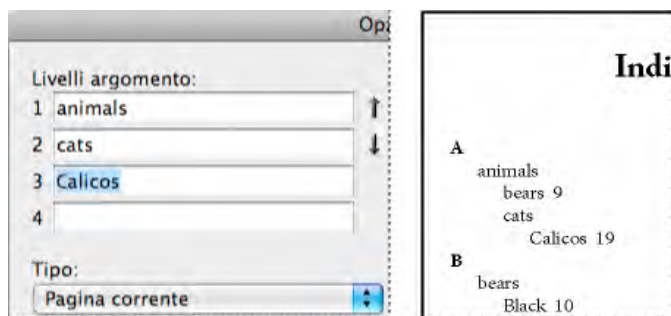 Opz
Livelli argomento:
1 animals
2 cats
3 Calicos
4
Tipo:
Pagina corrente
Indi
A
animals
bears 9
cats
Calicos 19
B
bears
Black 10